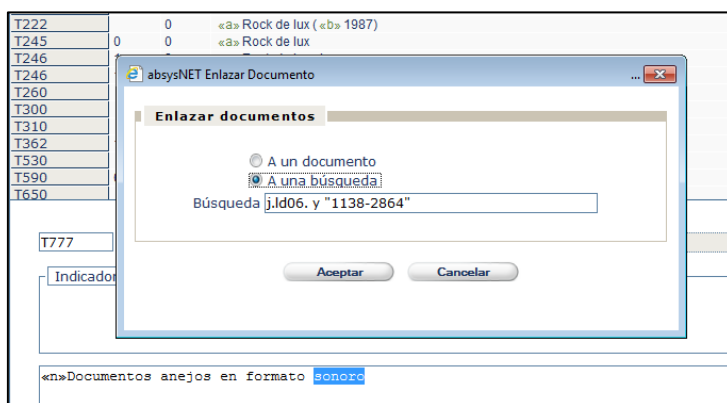 T222 0 «a» Rock de lux ( «b» 1987)
T245 0 0 «a» Rock de lux
T246
T246
T260
T300
T310
T362
T530
T590
T650
absysNET Enlazar Documento ...
Enlazar documentos
A un documento
A una búsqueda
Búsqueda j.ld06. y "1138-2864"
Aceptar Cancelar
T777
Indicador
«n»Documentos anejos en formato sonoro